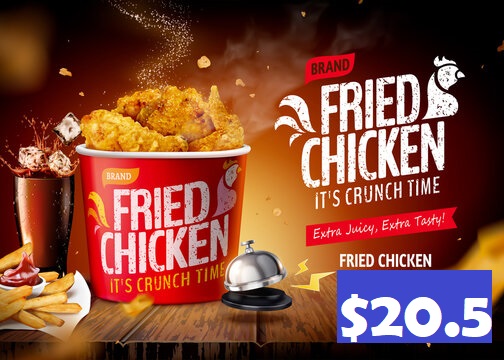 BRAND
FRIED
CHICKEN
IT'S CRUNCH TIME
Extra Juicy, Extra Tasty!
FRIED CHICKEN
$20.5
BRAND
FRIED
CHICKEN
IT'S CRUNCH TIME